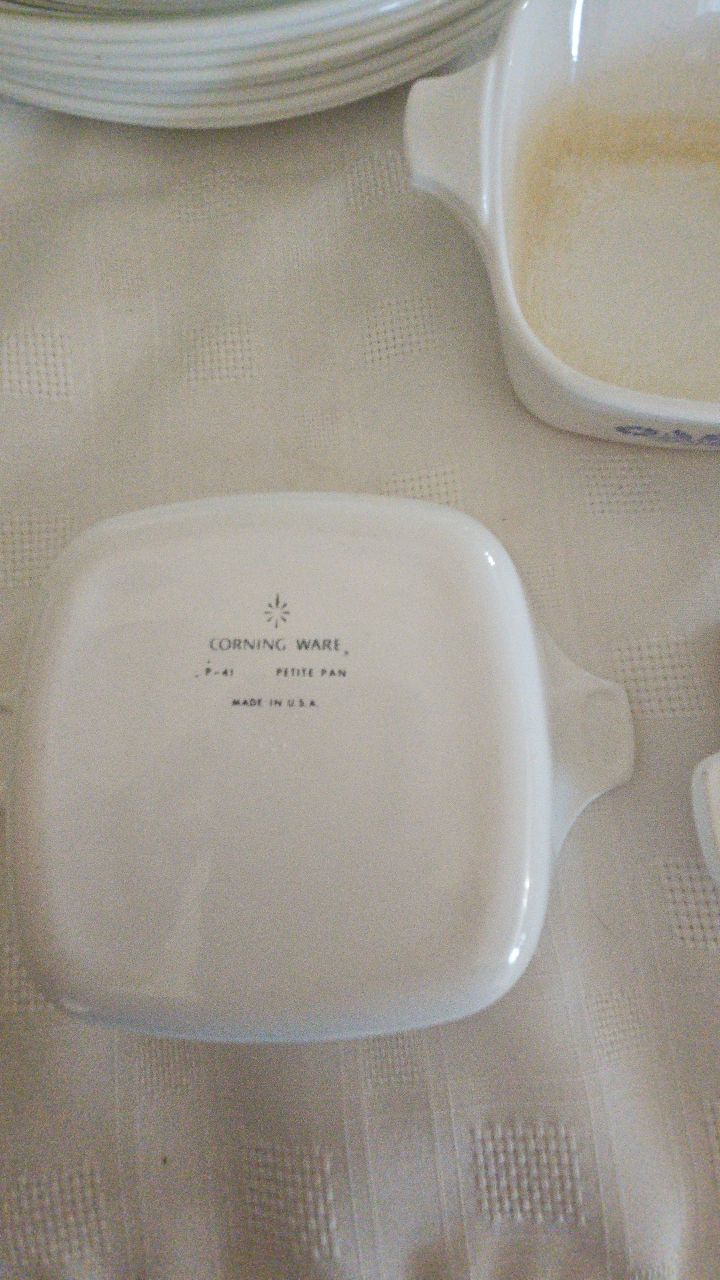 CORNING WARE
P-41 PETITE PAN
MADE IN U.S.A.